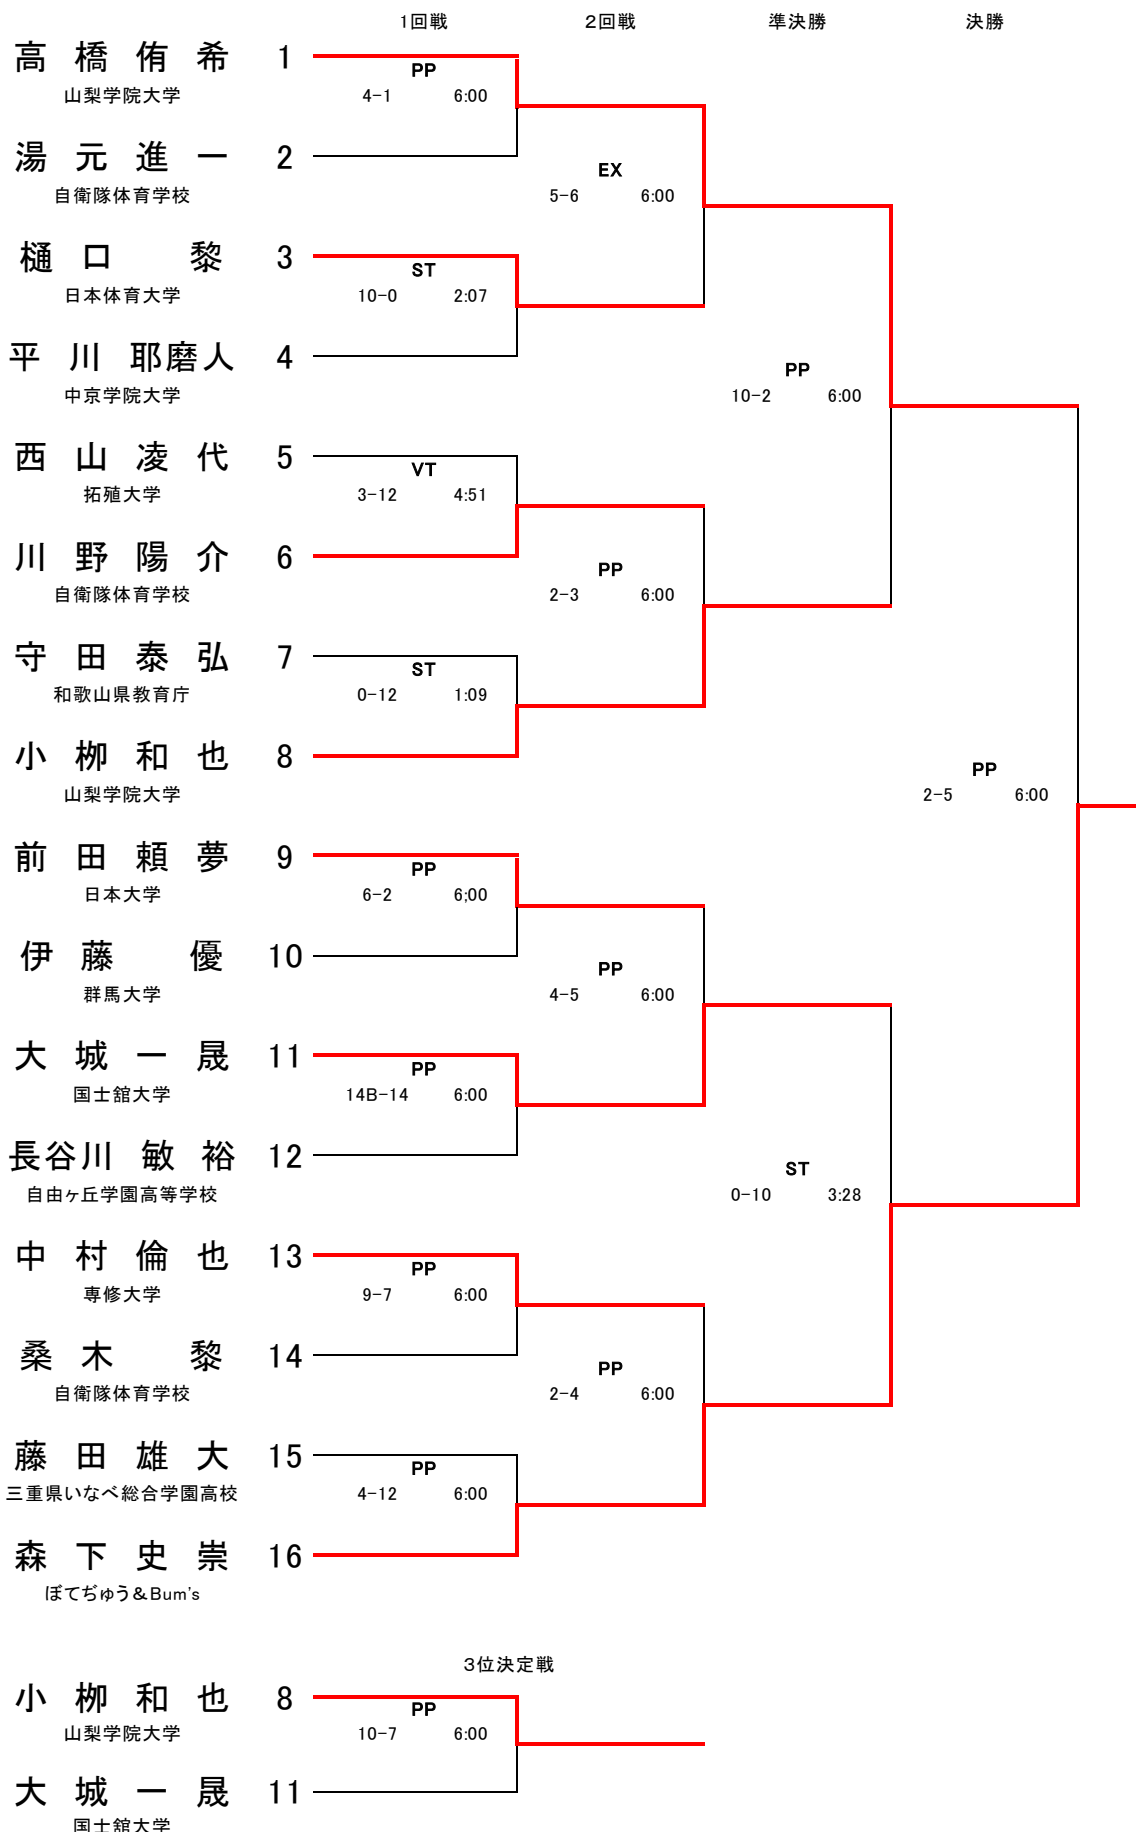 1回戦 2回戦 準決勝 決勝
高橋侑希 1
PP
山梨学院大学 4-1 6:00
湯元進一 2
EX
自衛隊体育学校 5-6 6:00
樋口 黎 3
ST
日本体育大学 10-0 2:07
平川耶磨人 4
PP
中京学院大学 10-2 6:00
西山凌代 5
VT
拓殖大学 3-12 4:51
川野陽介 6
PP
自衛隊体育学校 2-3 6:00
守田泰弘 7
ST
和歌山県教育庁 0-12 1:09
小栁和也 8
PP
山梨学院大学 2-5 6:00
前田頼夢 9
PP
日本大学 6-2 6;00
伊藤 優 10
PP
群馬大学 4-5 6:00
大城一晟 11
PP
国士舘大学 14B-14 6:00
長谷川敏裕 12
ST
自由ヶ丘学園高等学校 0-10 3:28
中村倫也 13
PP
専修大学 9-7 6:00
桑木 黎 14
PP
自衛隊体育学校 2-4 6:00
藤田雄大 15
PP
三重県いなべ総合学園高校 4-12 6:00
森下史崇 16
ぼてぢゅう&Bum's
3位決定戦
小栁和也 8
PP
山梨学院大学 10-7 6:00
大城一晟 11
国士舘大学